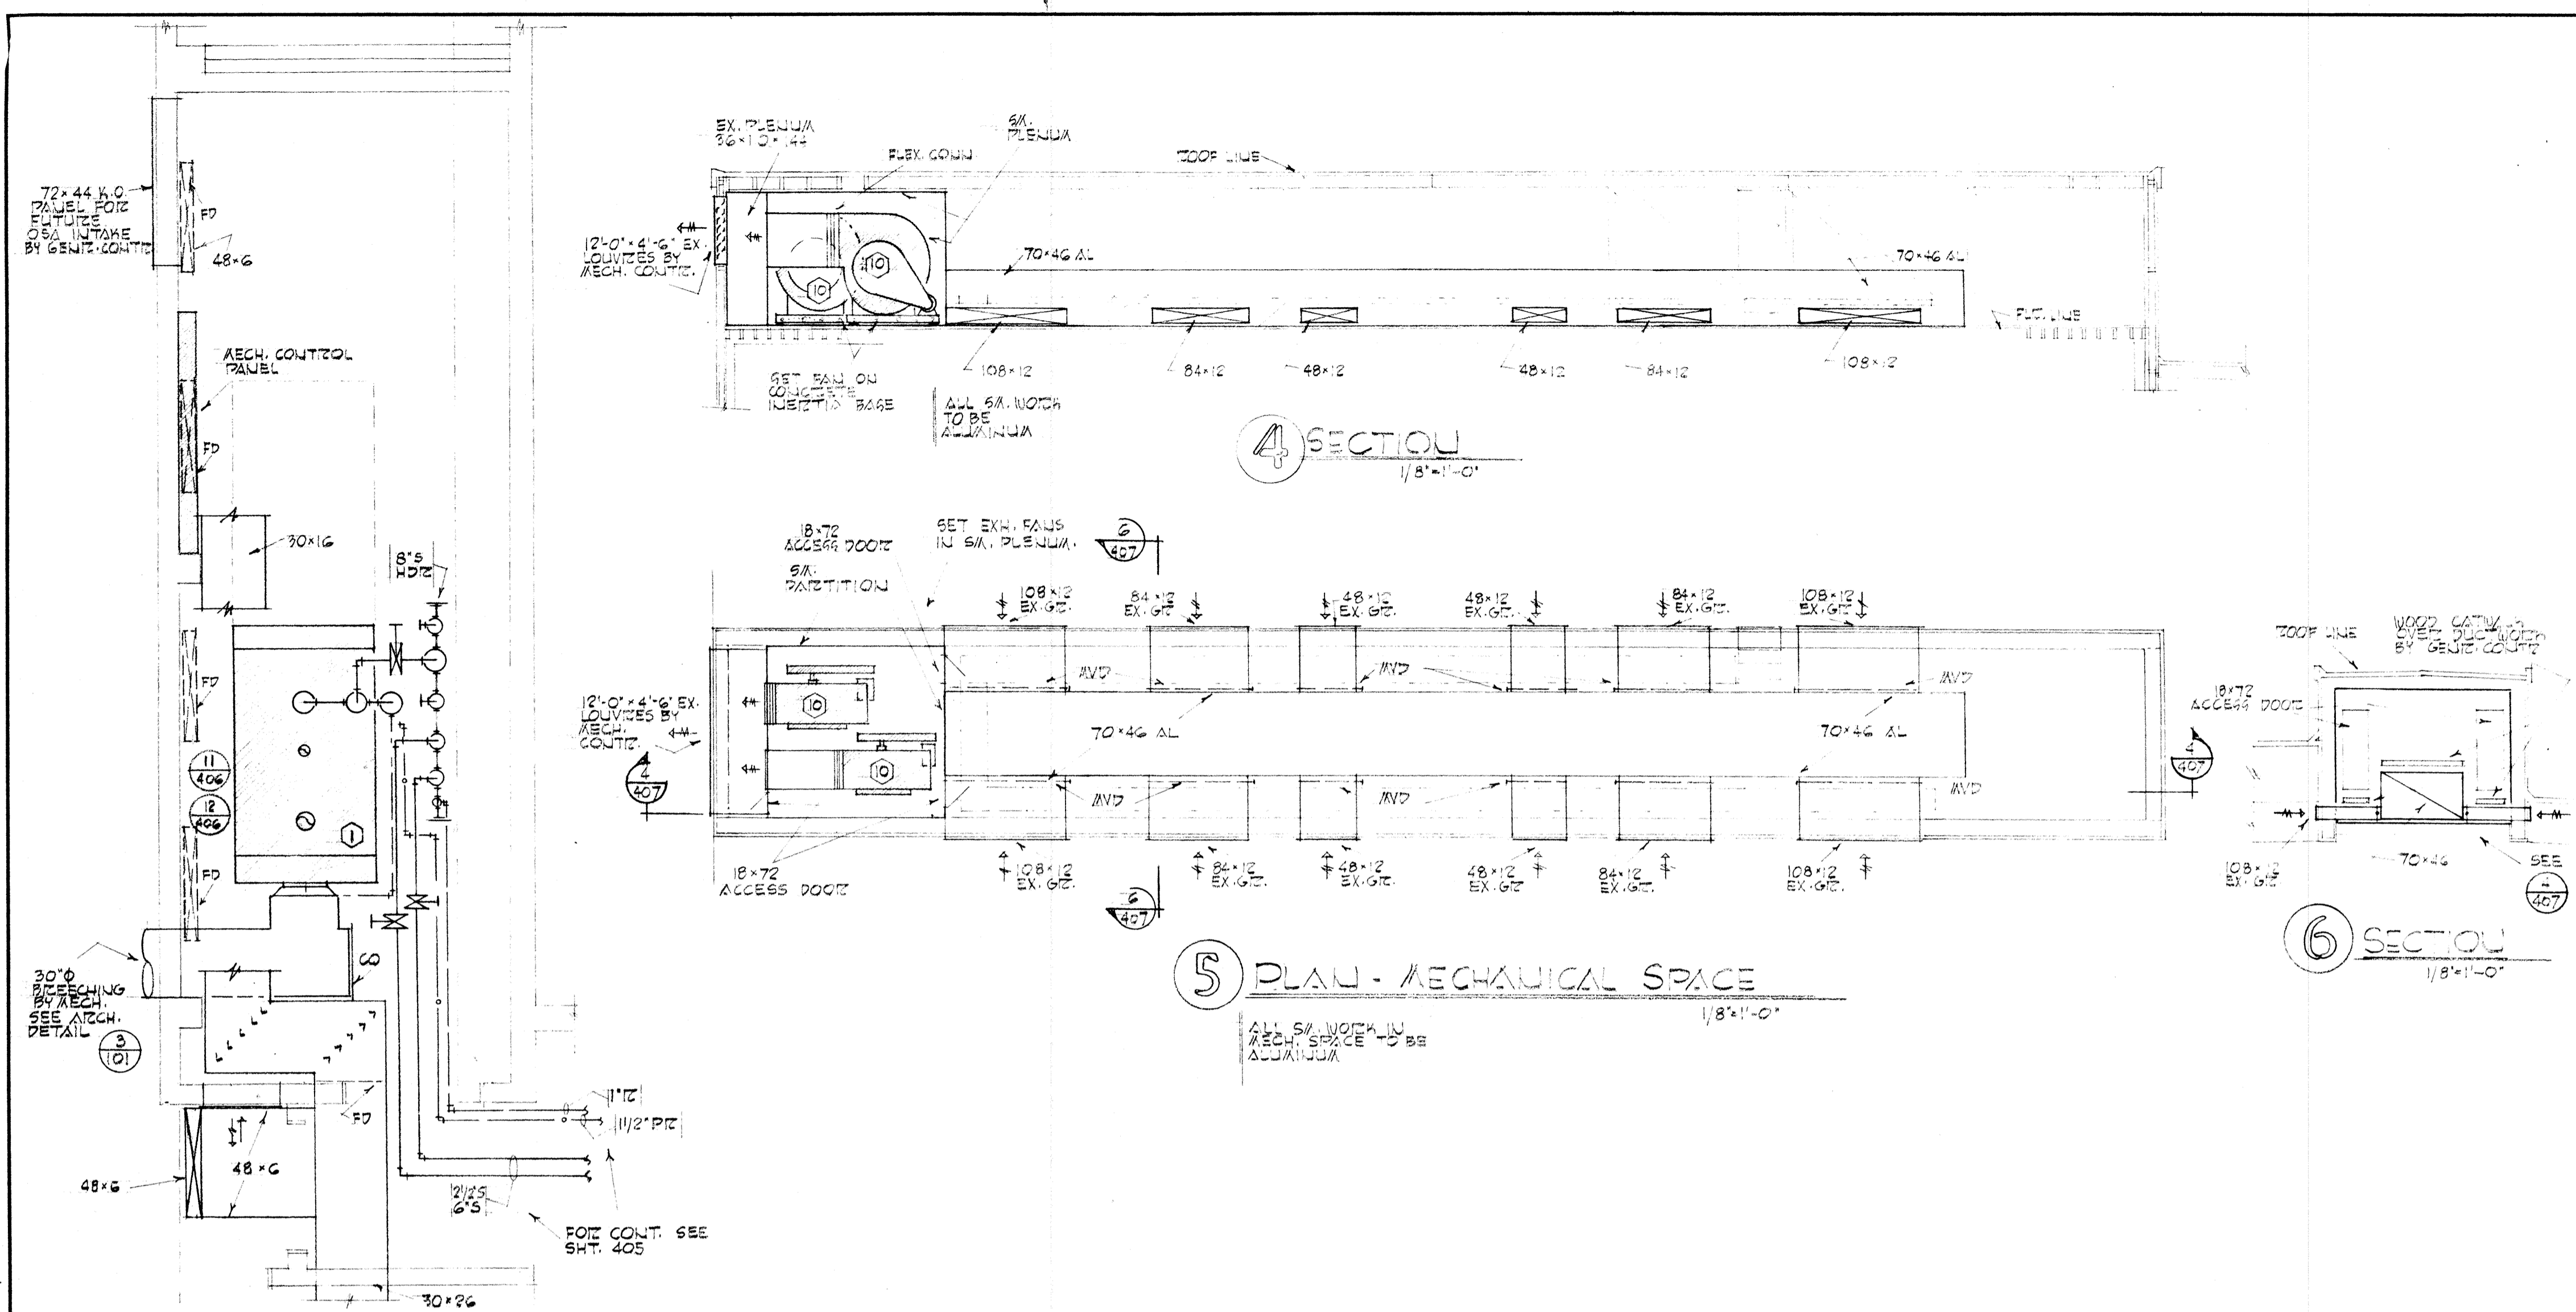 72×44 K.O.
PANEL FOR
FUTURE
OSA INTAKE
BY GENR. CONTR
FD
48×6
MECH. CONTROL
PANEL
FD
30×16
8"S
HDR
FD
11
406
12
406
1
FD
30"Φ
BREECHING
BY MECH.
SEE ARCH.
DETAIL
3
101
FD
48×6
48×6
1"R
1 1/2" PR
2 1/2"S
6"S
FOR CONT. SEE
SHT. 405
30×26
EX. PLENUM
S.M.
PLENUM
FLEX. CONN.
ROOF LINE
12'-0" × 4'-6" EX.
LOUVRES BY
MECH. CONTR.
10
10
70×46 AL
70×46 AL
FLR. LINE
SET FAN ON
CONCRETE
INERTIA BASE
108×12
84×12
48×12
48×12
84×12
108×12
ALL S.M. WORK
TO BE
ALUMINUM
4 SECTION
1/8"=1'-0"
18×72
ACCESS DOOR
SET EXH. FANS
IN S.M. PLENUM.
6
407
S.M.
PARTITION
108×12
EX. GR.
84×12
EX. GR.
48×12
EX. GR.
48×12
EX. GR.
84×12
EX. GR.
108×12
EX. GR.
MVD
MVD
MVD
12'-0" × 4'-6" EX.
LOUVRES BY
MECH.
CONTR.
10
10
70×46 AL
70×46 AL
4
407
4
407
MVD
MVD
MVD
18×72
ACCESS DOOR
108×12
EX. GR.
84×12
EX. GR.
48×12
EX. GR.
48×12
EX. GR
84×12
EX. GR.
108×12
EX. GR.
6
407
5 PLAN - MECHANICAL SPACE
1/8"=1'-0"
ALL S.M. WORK IN
MECH. SPACE TO BE
ALUMINUM
ROOF LINE
WOOD CATWALK
OVER DUCTWORK
BY GENR. CONTR
18×72
ACCESS DOOR
108×12
EX. GR.
70×46
SEE
4
407
6 SECTION
1/8"=1'-0"